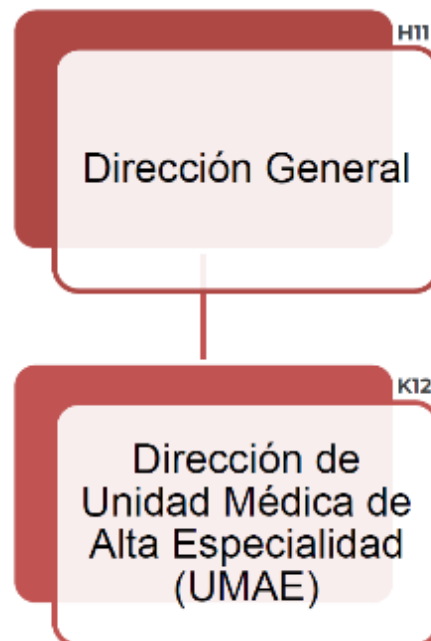 H11
Dirección General
K12
Dirección de
Unidad Médica de
Alta Especialidad
(UMAE)